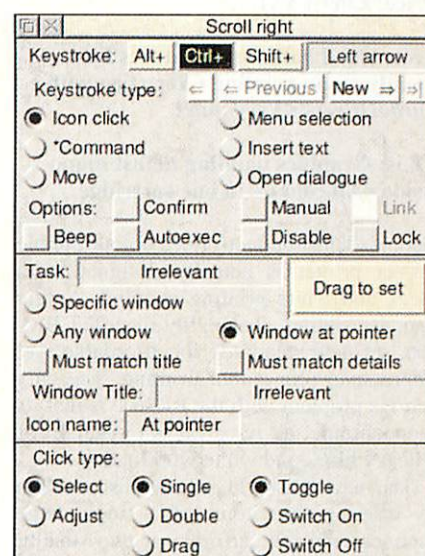 Scroll right
Keystroke: Alt+ Ctrl+ Shift+ Left arrow
Keystroke type: ⇐ ⇐ Previous New ⇒ ⇒|
Icon click Menu selection
*Command Insert text
Move Open dialogue
Options: Confirm Manual Link
Beep Autoexec Disable Lock
Task: Irrelevant Drag to set
Specific window
Any window Window at pointer
Must match title Must match details
Window Title: Irrelevant
Icon name: At pointer
Click type:
Select Single Toggle
Adjust Double Switch On
Drag Switch Off